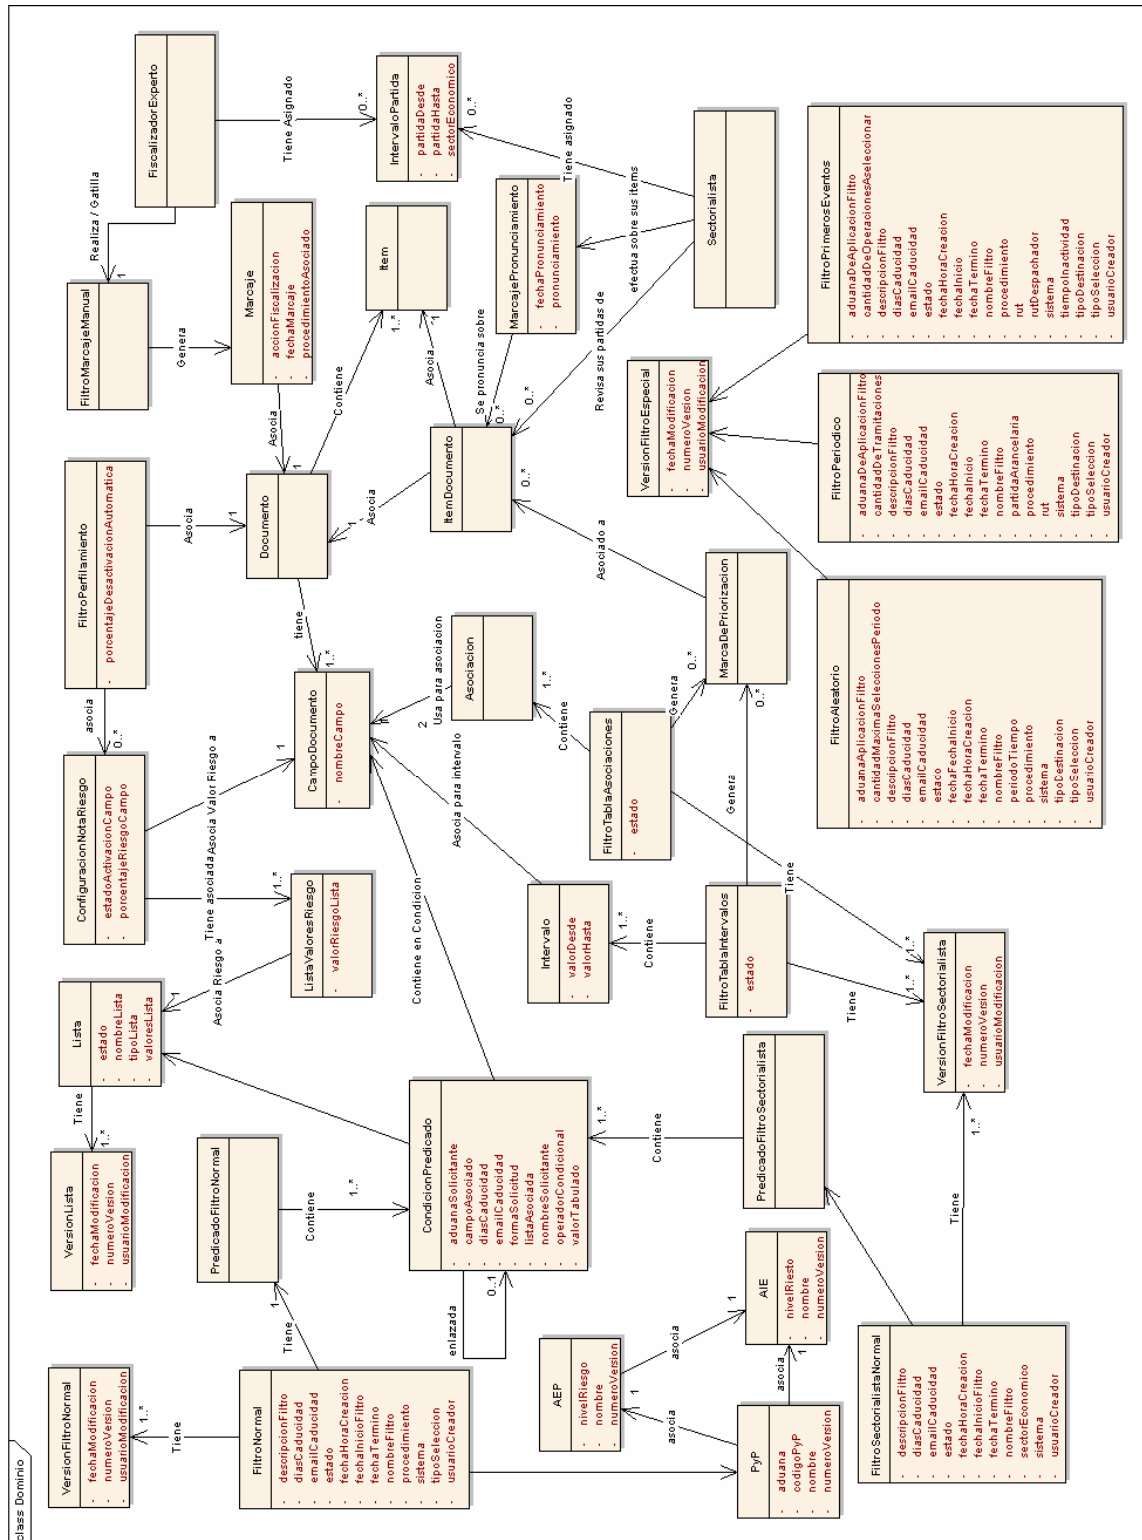 class Dominio
VersionFiltroNormal
- fechaModificacion
- numeroVersion
- usuarioModificacion
1..*
Tiene
FiltroNormal
- descripcionFiltro
- diasCaducidad
- emailCaducidad
- estado
- fechaHoraCreacion
- fechaInicioFiltro
- fechaTermino
- nombreFiltro
- procedimiento
- sistema
- tipoSeleccion
- usuarioCreador
VersionLista
- fechaModificacion
- numeroVersion
- usuarioModificacion
1..*
Tiene
Lista
- estado
- nombreLista
- tipoLista
- valoresLista
1
Asocia Riesgo a
PredicadoFiltroNormal
1
Tiene
Contiene
1..*
CondicionPredicado
- aduanaSolicitante
- campoAsociado
- diasCaducidad
- emailCaducidad
- formaSolicitud
- listaAsociada
- nombreSolicitante
- operadorCondicional
- valorTabulado
enlazada
0..1
1..*
Contiene
Contiene en Condicion
AEP
- nivelRiesgo
- nombre
- numeroVersion
1
asocia
asocia
AIE
- nivelRiesto
- nombre
- numeroVersion
1
1
asocia
PyP
- aduana
- codigoPyP
- nombre
- numeroVersion
PredicadoFiltroSectorialista
FiltroSectorialistaNormal
- descripcionFiltro
- diasCaducidad
- emailCaducidad
- estado
- fechaHoraCreacion
- fechaInicioFiltro
- fechaTermino
- nombreFiltro
- sectorEconomico
- sistema
- usuarioCreador
Tiene
1..*
VersionFiltroSectorialista
- fechaModificacion
- numeroVersion
- usuarioModificacion
1..*
1..*
Tiene
Tiene
ConfiguracionNotaRiesgo
- estadoActivacionCampo
- porcentajeRiesgoCampo
0..*
asocia
Tiene asociada
1..*
Asocia Valor Riesgo a
1
ListaValoresRiesgo
- valorRiesgoLista
FiltroPerfilamiento
- porcentajeDesactivacionAutomatica
Asocia
1
CampoDocumento
- nombreCampo
1..*
tiene
Asocia para intervalo
2
Usa para asociacion
Asociacion
1..*
Contiene
Intervalo
- valorDesde
- valorHasta
1..*
Contiene
FiltroTablaAsociaciones
- estado
FiltroTablaIntervalos
- estado
Genera
0..*
Genera
0..*
MarcaDePriorizacion
Asociado a
0..*
Documento
1
Asocia
1
Asocia
Contiene
1..*
ItemDocumento
1
Asocia
Item
FiltroMarcajeManual
1
Realiza / Gatilla
Genera
Marcaje
- accionFiscalizacion
- fechaMarcaje
- procedimientoAsociado
FiscalizadorExperto
Tiene Asignado
0..*
IntervaloPartida
- partidaDesde
- partidaHasta
- sectorEconomico
0..*
Tiene asignado
MarcajePronunciamiento
- fechaPronunciamiento
- pronunciamiento
Se pronuncia sobre
0..*
0..*
efectua sobre sus items
Revisa sus partidas de
Sectorialista
VersionFiltroEspecial
- fechaModificacion
- numeroVersion
- usuarioModificacion
FiltroAleatorio
- aduanaAplicacionFiltro
- cantidadMaximaSeleccionesPeriodo
- descripcionFiltro
- diasCaducidad
- emailCaducidad
- estaco
- fechaFechaInicio
- fechaHoraCreacion
- fechaTermino
- nombreFiltro
- periodoTiempo
- procedimiento
- sistema
- tipoDestinacion
- tipoSeleccion
- usuarioCreador
FiltroPeriodico
- aduanaDeAplicacionFiltro
- cantidadDeTramitaciones
- descripcionFiltro
- diasCaducidad
- emailCaducidad
- estado
- fechaHoraCreacion
- fechaInicio
- fechaTermino
- nombreFiltro
- partidaArancelaria
- procedimiento
- rut
- sistema
- tipoDestinacion
- tipoSeleccion
- usuarioCreador
FiltroPrimerosEventos
- aduanaDeAplicacionFiltro
- cantidadDeOperacionesAseleccionar
- descripcionFiltro
- diasCaducidad
- emailCaducidad
- estado
- fechaHoraCreacion
- fechaInicio
- fechaTermino
- nombreFiltro
- procedimiento
- rut
- rutDespachador
- sistema
- tiempoInactividad
- tipoDestinacion
- tipoSeleccion
- usuarioCreador